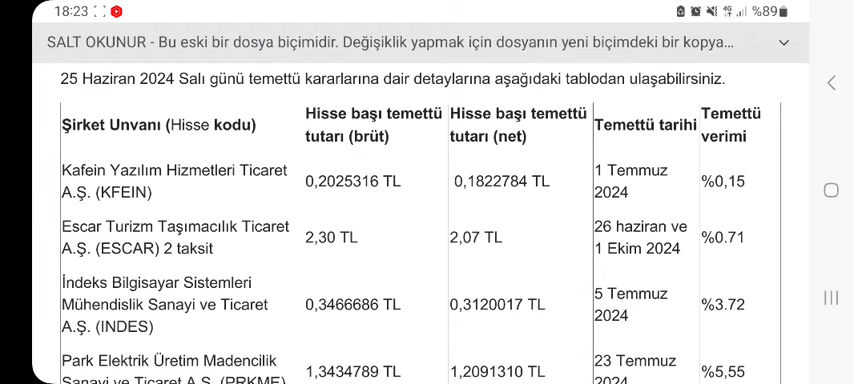 18:23
%89
SALT OKUNUR - Bu eski bir dosya biçimidir. Değişiklik yapmak için dosyanın yeni biçimdeki bir kopya...
25 Haziran 2024 Salı günü temettü kararlarına dair detaylarına aşağıdaki tablodan ulaşabilirsiniz.
Şirket Unvanı (Hisse kodu)
Hisse başı temettü
tutarı (brüt)
Hisse başı temettü
tutarı (net)
Temettü tarihi
Temettü
verimi
Kafein Yazılım Hizmetleri Ticaret
A.Ş. (KFEIN)
0,2025316 TL
0,1822784 TL
1 Temmuz
2024
%0,15
Escar Turizm Taşımacılık Ticaret
A.Ş. (ESCAR) 2 taksit
2,30 TL
2,07 TL
26 haziran ve
1 Ekim 2024
%0.71
İndeks Bilgisayar Sistemleri
Mühendislik Sanayi ve Ticaret
A.Ş. (INDES)
0,3466686 TL
0,3120017 TL
5 Temmuz
2024
%3.72
Park Elektrik Üretim Madencilik
Sanayi ve Ticaret A.Ş. (PRKME)
1,3434789 TL
1,2091310 TL
23 Temmuz
2024
%5,55